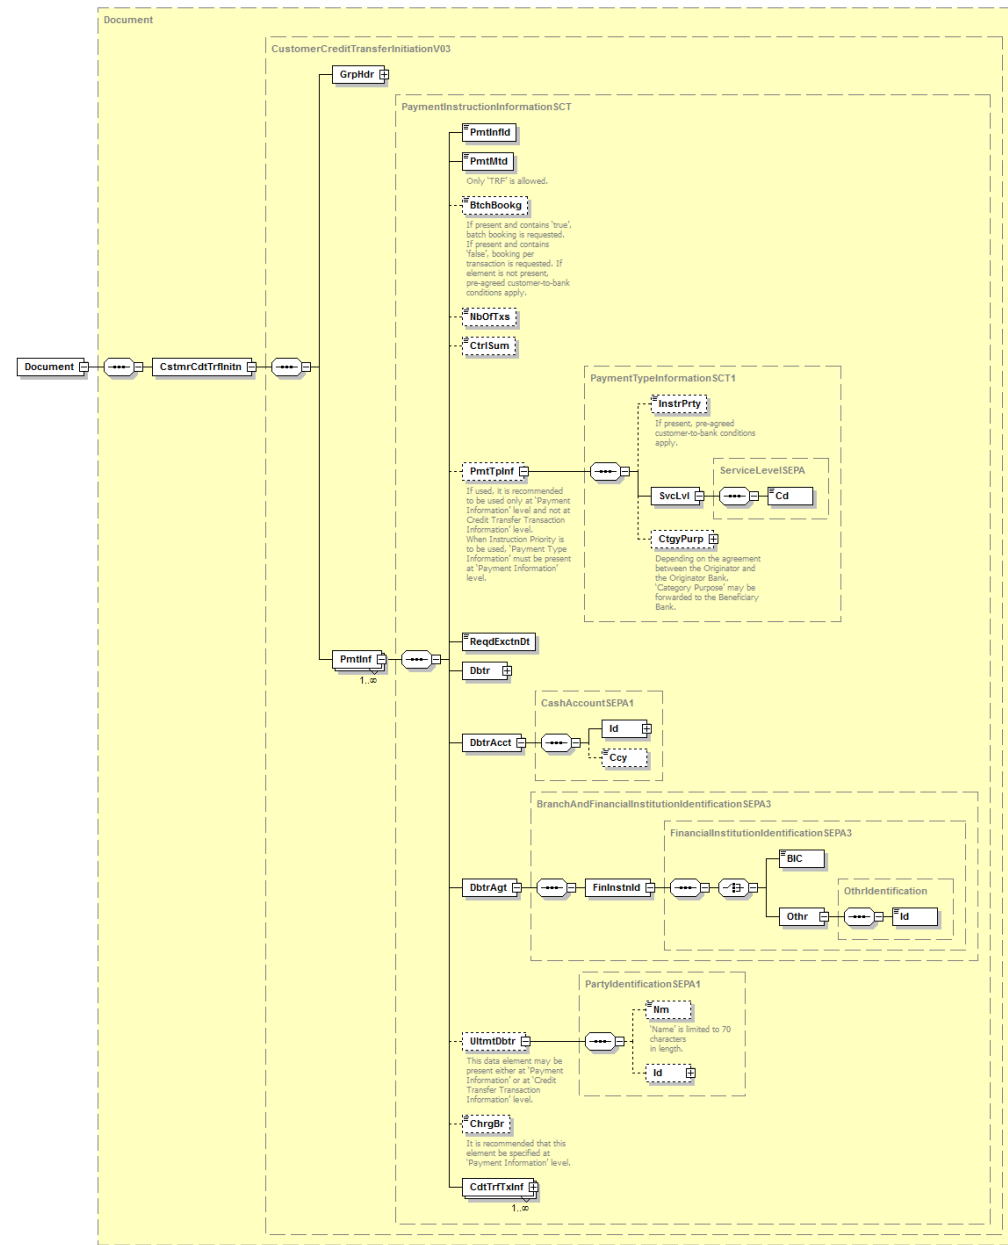 Document
CustomerCreditTransferInitiationV03
GrpHdr
PaymentInstructionInformationSCT
PmtInfId
PmtMtd
Only 'TRF' is allowed.
BtchBookg
If present and contains 'true',
batch booking is requested.
If present and contains
'false', booking per
transaction is requested. If
element is not present,
pre-agreed customer-to-bank
conditions apply.
NbOfTxs
CtrlSum
Document
CstmrCdtTrfInitn
PaymentTypeInformationSCT1
InstrPrty
If present, pre-agreed
customer-to-bank conditions
apply.
PmtTpInf
If used, it is recommended
to be used only at 'Payment
Information' level and not at
Credit Transfer Transaction
Information' level.
When Instruction Priority is
to be used, 'Payment Type
Information' must be present
at 'Payment Information'
level.
ServiceLevelSEPA
SvcLvl
Cd
CtgyPurp
Depending on the agreement
between the Originator and
the Originator Bank,
'Category Purpose' may be
forwarded to the Beneficiary
Bank.
ReqdExctnDt
PmtInf
1..∞
Dbtr
CashAccountSEPA1
DbtrAcct
Id
Ccy
BranchAndFinancialInstitutionIdentificationSEPA3
FinancialInstitutionIdentificationSEPA3
DbtrAgt
FinInstnId
BIC
OthrIdentification
Othr
Id
PartyIdentificationSEPA1
UltmtDbtr
This data element may be
present either at 'Payment
Information' or at 'Credit
Transfer Transaction
Information' level.
Nm
'Name' is limited to 70
characters
in length.
Id
ChrgBr
It is recommended that this
element be specified at
'Payment Information' level.
CdtTrfTxInf
1..∞